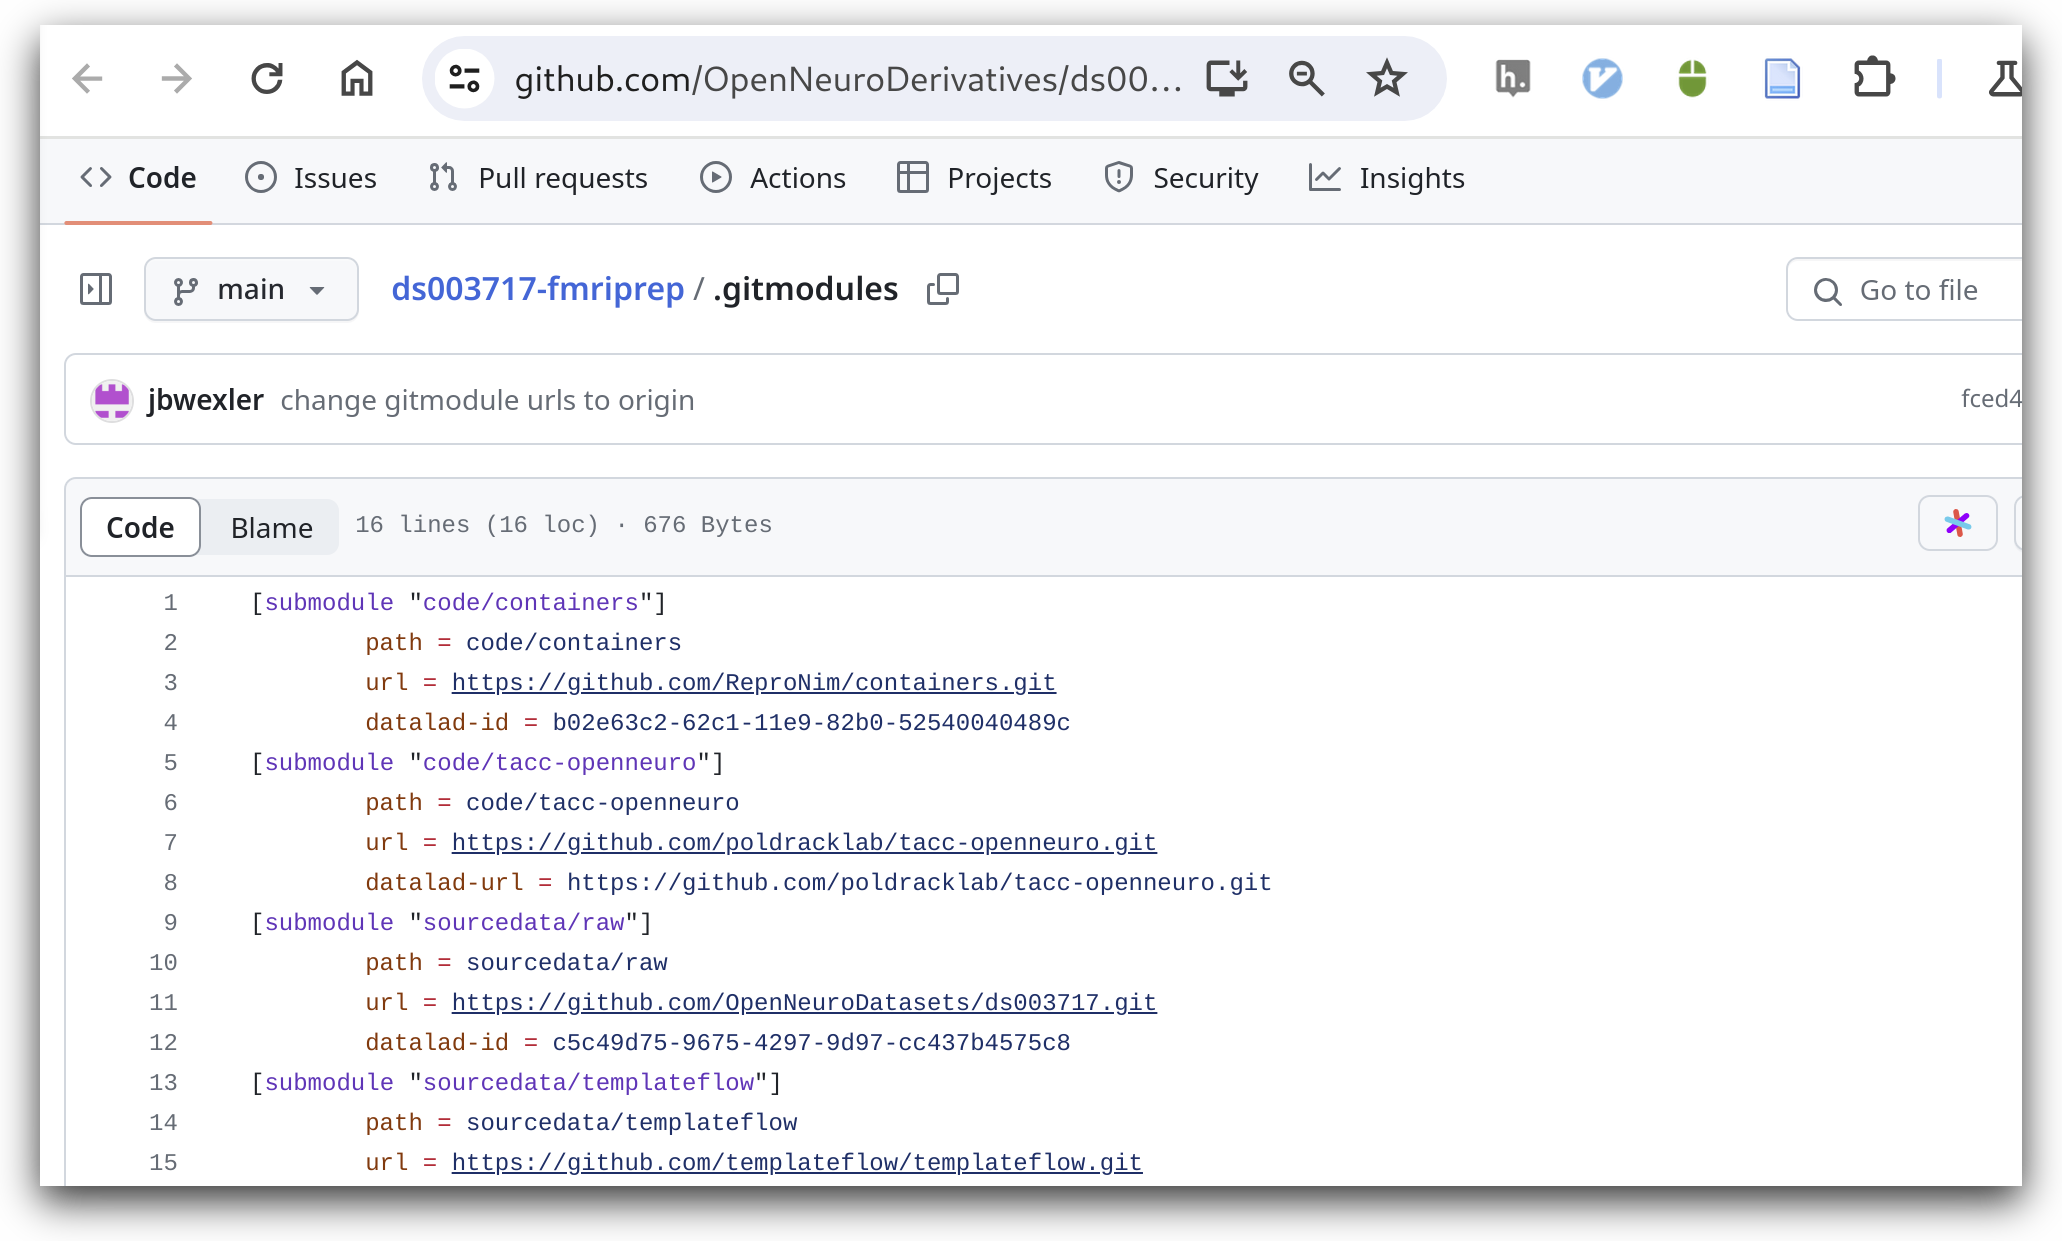 github.com/OpenNeuroDerivatives/ds00...
h.
Code Issues Pull requests Actions Projects Security Insights
main ds003717-fmriprep / .gitmodules Go to file
jbwexler change gitmodule urls to origin fced4
Code Blame 16 lines (16 loc) · 676 Bytes
1 [submodule "code/containers"]
2 path = code/containers
3 url = https://github.com/ReproNim/containers.git
4 datalad-id = b02e63c2-62c1-11e9-82b0-52540040489c
5 [submodule "code/tacc-openneuro"]
6 path = code/tacc-openneuro
7 url = https://github.com/poldracklab/tacc-openneuro.git
8 datalad-url = https://github.com/poldracklab/tacc-openneuro.git
9 [submodule "sourcedata/raw"]
10 path = sourcedata/raw
11 url = https://github.com/OpenNeuroDatasets/ds003717.git
12 datalad-id = c5c49d75-9675-4297-9d97-cc437b4575c8
13 [submodule "sourcedata/templateflow"]
14 path = sourcedata/templateflow
15 url = https://github.com/templateflow/templateflow.git